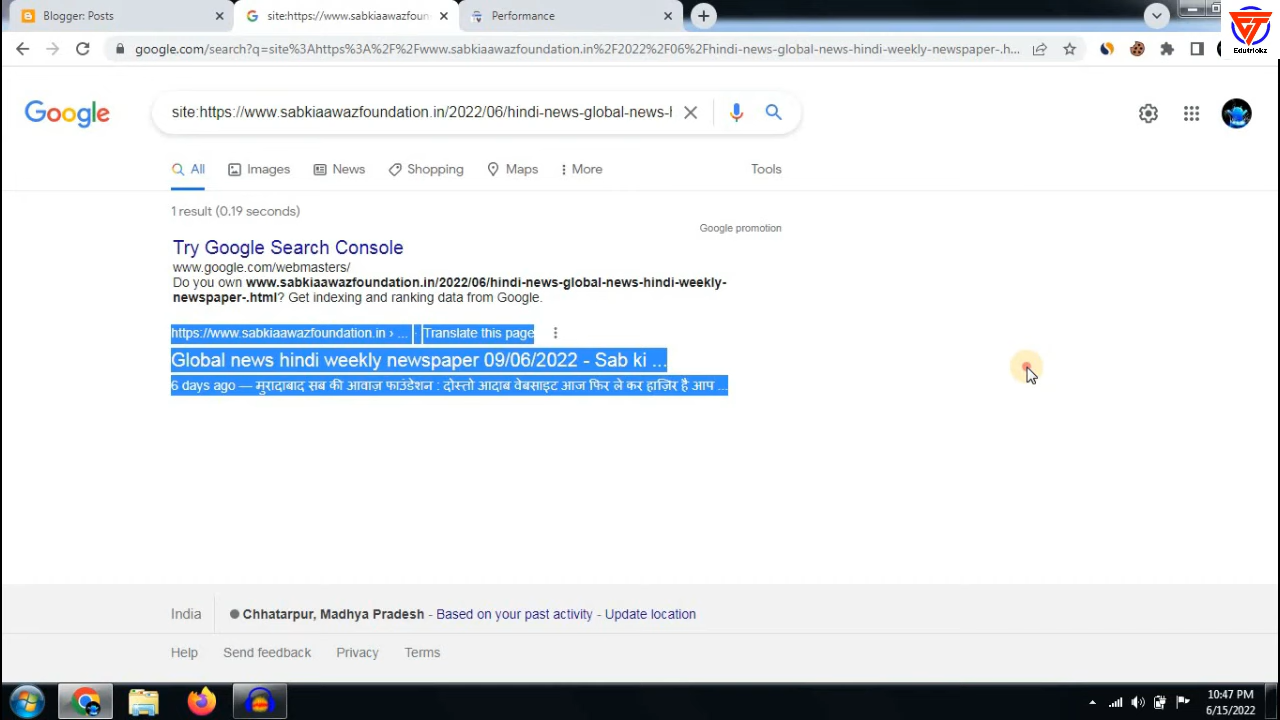 Blogger: Posts
site:https://www.sabkiaawazfoun
Performance
Edutrickz
google.com/search?q=site%3Ahttps%3A%2F%2Fwww.sabkiaawazfoundation.in%2F2022%2F06%2Fhindi-news-global-news-hindi-weekly-newspaper-.h...
Google
site:https://www.sabkiaawazfoundation.in/2022/06/hindi-news-global-news-h
All
Images
News
Shopping
Maps
More
Tools
1 result (0.19 seconds)
Google promotion
Try Google Search Console
www.google.com/webmasters/
Do you own www.sabkiaawazfoundation.in/2022/06/hindi-news-global-news-hindi-weekly-
newspaper-.html? Get indexing and ranking data from Google.
https://www.sabkiaawazfoundation.in › ... · Translate this page
Global news hindi weekly newspaper 09/06/2022 - Sab ki ...
6 days ago — मुरादाबाद सब की आवाज़ फाउंडेशन : दोस्तो आदाब वेबसाइट आज फिर ले कर हाज़िर है आप ...
India
Chhatarpur, Madhya Pradesh - Based on your past activity - Update location
Help
Send feedback
Privacy
Terms
10:47 PM
6/15/2022